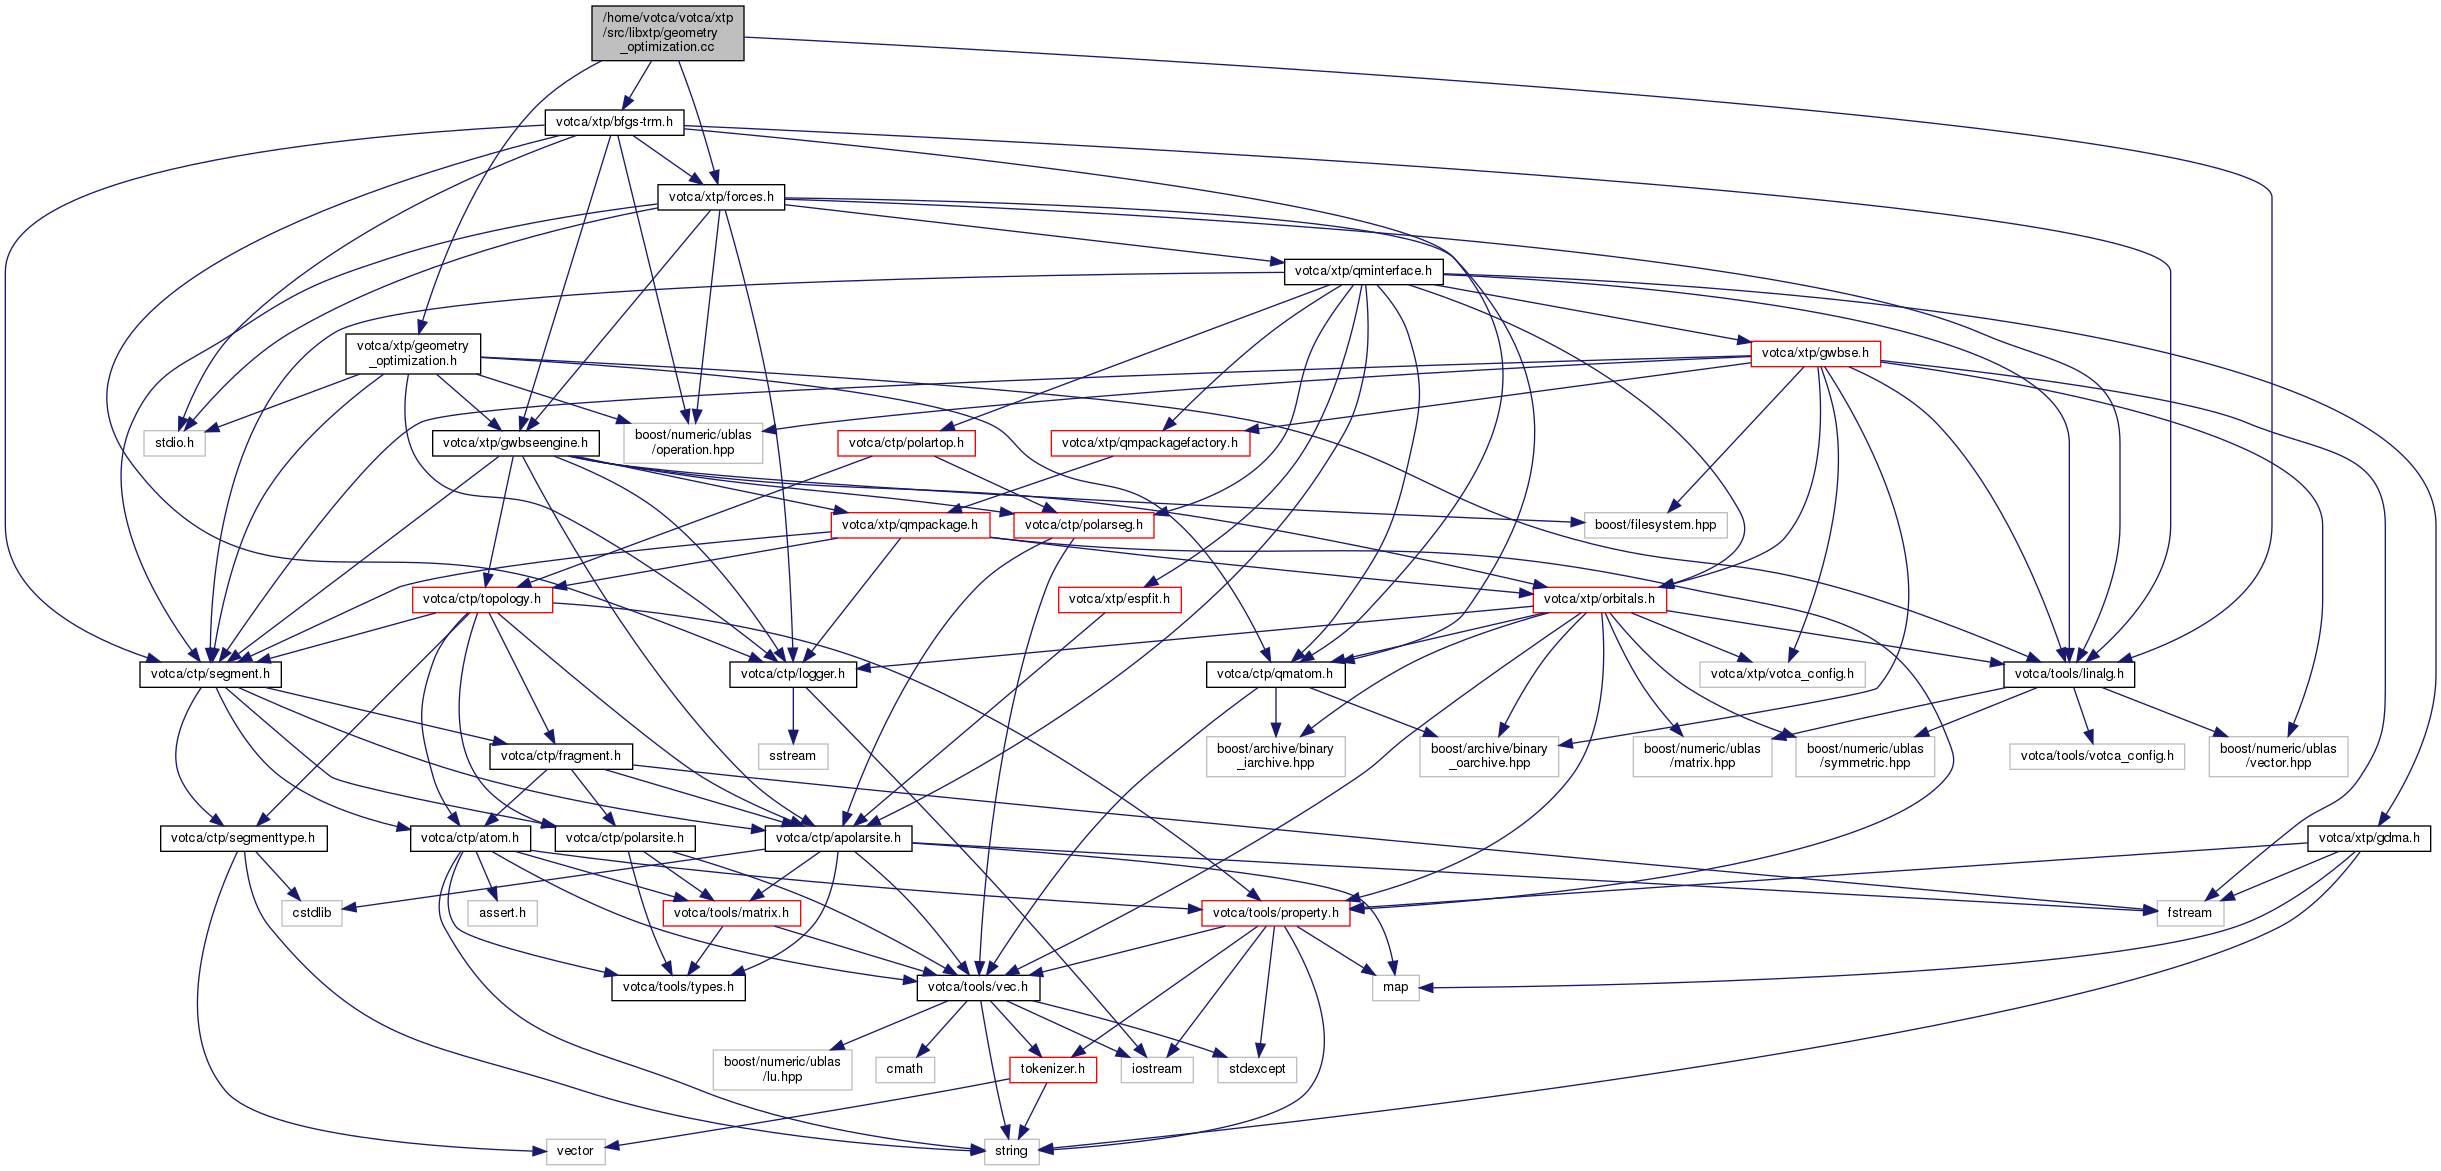 /home/votca/votca/xtp
/src/libxtp/geometry
_optimization.cc
votca/xtp/bfgs-trm.h
votca/xtp/forces.h
votca/xtp/qminterface.h
votca/xtp/geometry
_optimization.h
votca/xtp/gwbse.h
stdio.h
votca/xtp/gwbseengine.h
boost/numeric/ublas
/operation.hpp
votca/ctp/polartop.h
votca/xtp/qmpackagefactory.h
votca/xtp/qmpackage.h
votca/ctp/polarseg.h
boost/filesystem.hpp
votca/ctp/topology.h
votca/xtp/espfit.h
votca/xtp/orbitals.h
votca/ctp/segment.h
votca/ctp/logger.h
votca/ctp/qmatom.h
votca/xtp/votca_config.h
votca/tools/linalg.h
votca/ctp/fragment.h
sstream
boost/archive/binary
_iarchive.hpp
boost/archive/binary
_oarchive.hpp
boost/numeric/ublas
/matrix.hpp
boost/numeric/ublas
/symmetric.hpp
votca/tools/votca_config.h
boost/numeric/ublas
/vector.hpp
votca/ctp/segmenttype.h
votca/ctp/atom.h
votca/ctp/polarsite.h
votca/ctp/apolarsite.h
votca/xtp/gdma.h
cstdlib
assert.h
votca/tools/matrix.h
votca/tools/property.h
fstream
votca/tools/types.h
votca/tools/vec.h
map
boost/numeric/ublas
/lu.hpp
cmath
tokenizer.h
iostream
stdexcept
vector
string